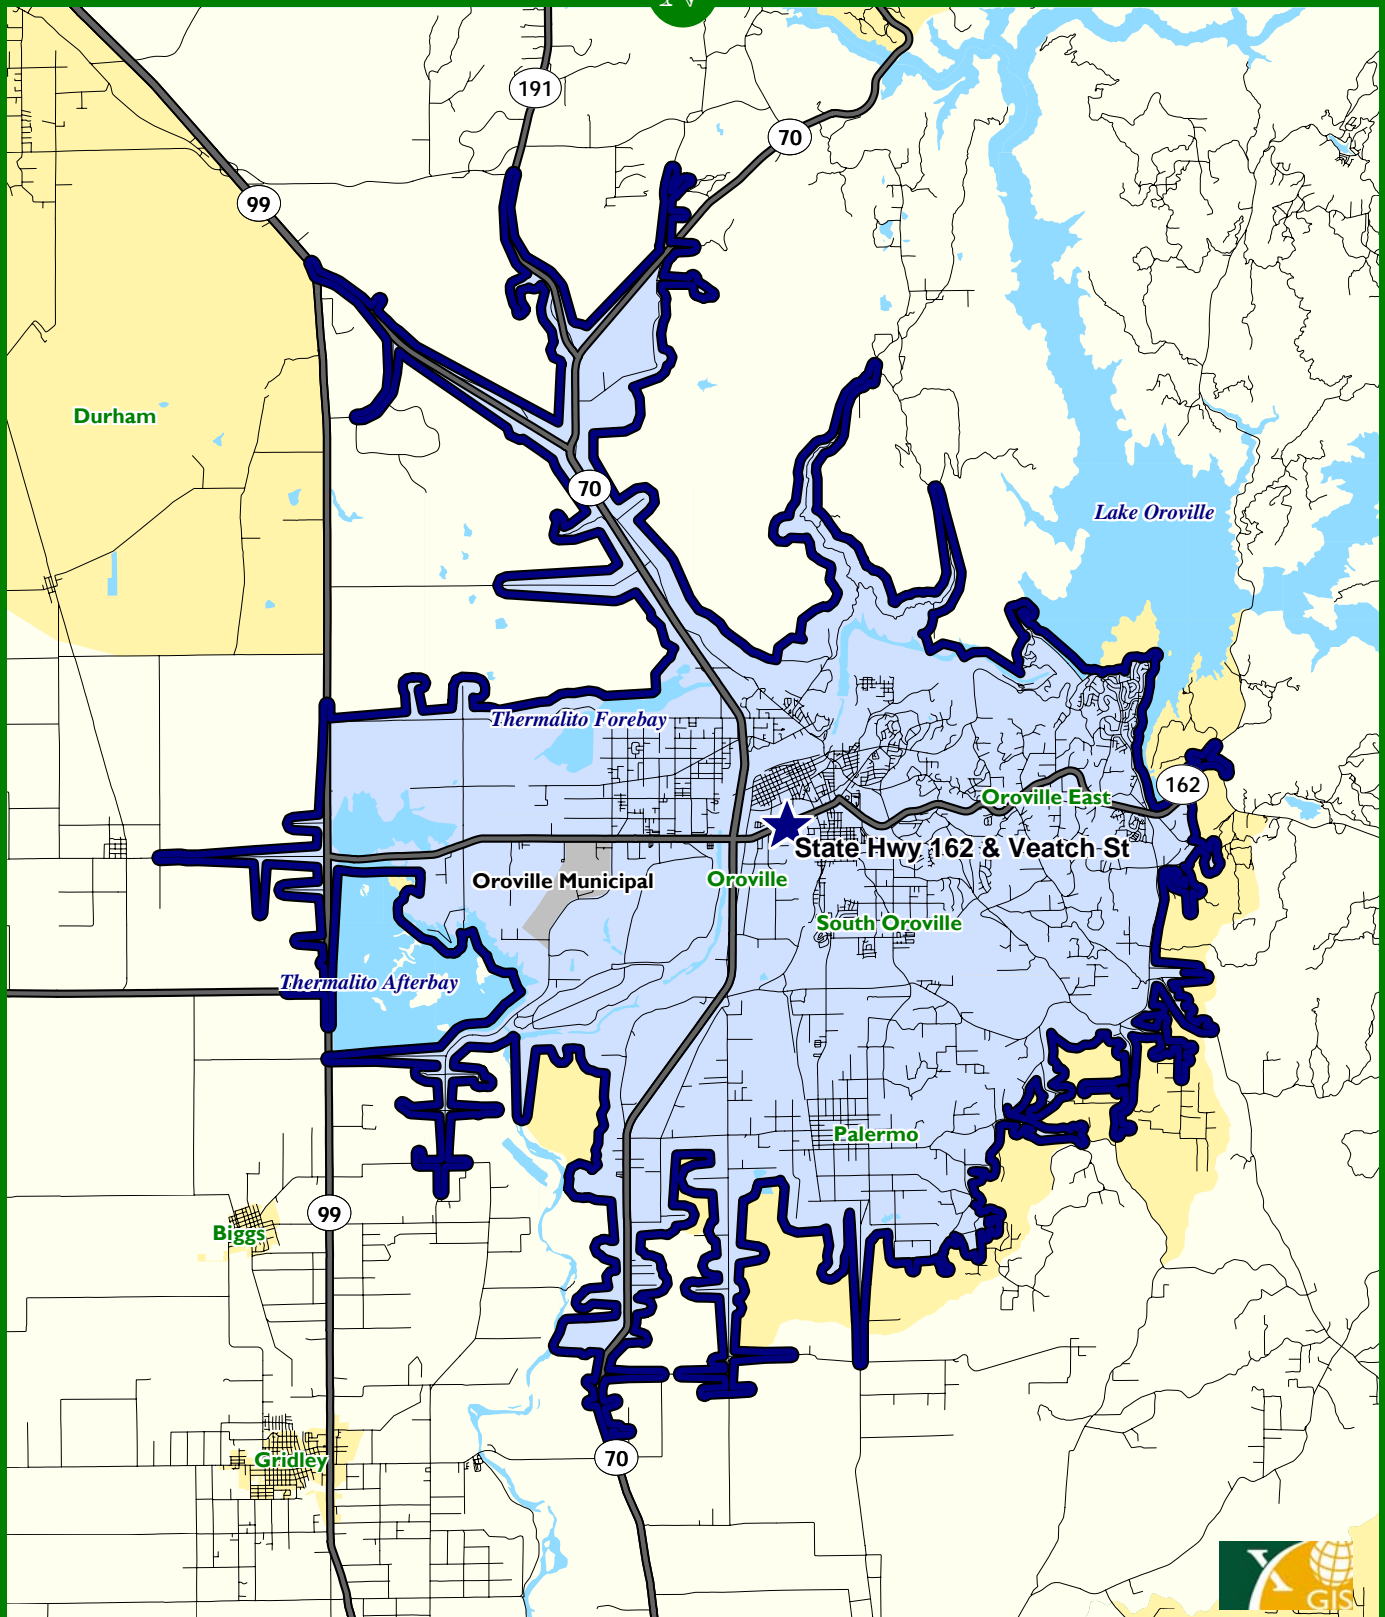 191
70
99
Durham
70
Lake Oroville
Thermalito Forebay
162
Oroville East
State Hwy 162 & Veatch St
Oroville Municipal
Oroville
South Oroville
Thermalito Afterbay
Palermo
99
Biggs
Gridley
70
X
GIS